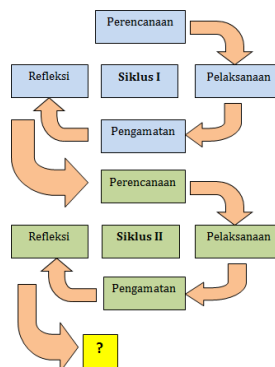 Perencanaan
Refleksi
Siklus I
Pelaksanaan
Pengamatan
Perencanaan
Refleksi
Siklus II
Pelaksanaan
Pengamatan
?